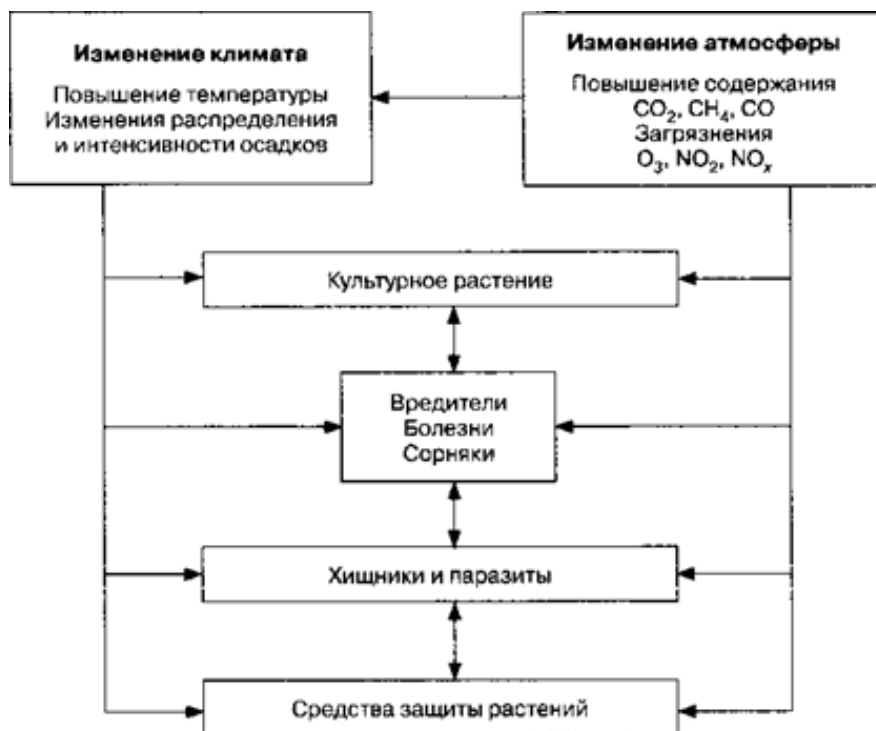 Изменение климата
Повышение температуры
Изменения распределения
и интенсивности осадков
Изменение атмосферы
Повышение содержания
CO₂, CH₄, CO
Загрязнения
O₃, NO₂, NOₓ
Культурное растение
Вредители
Болезни
Сорняки
Хищники и паразиты
Средства защиты растений